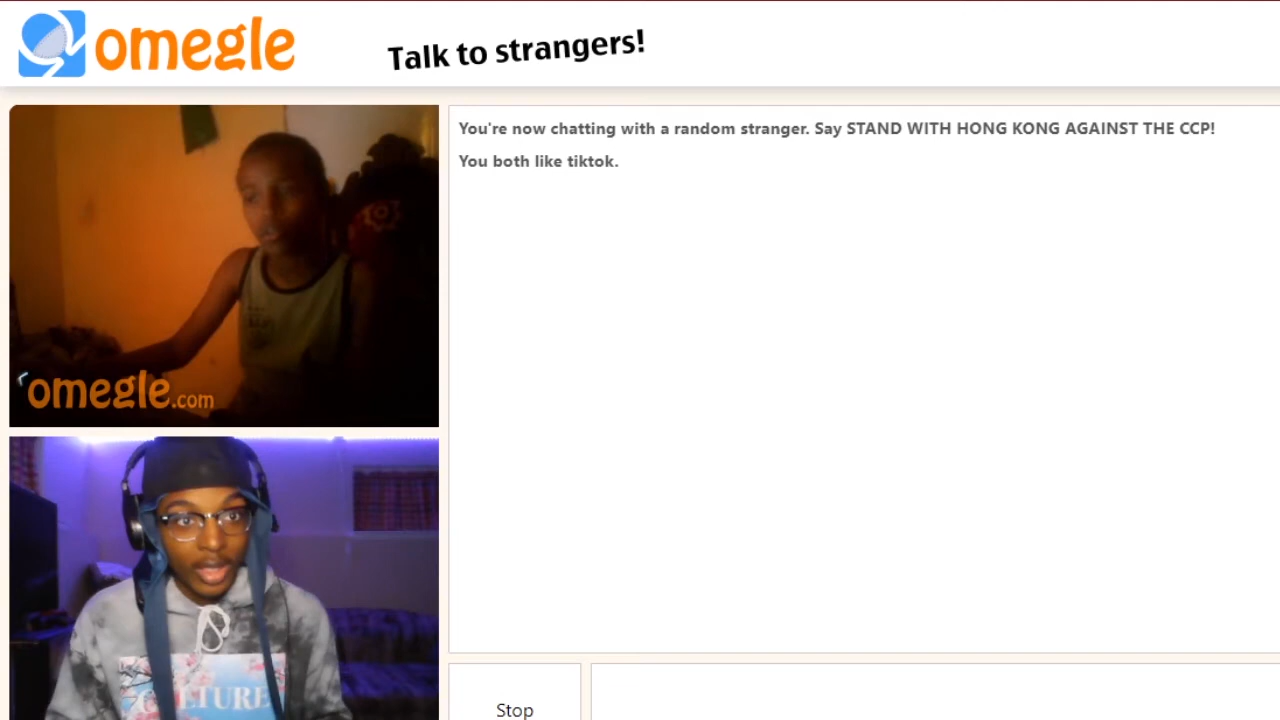 omegle
Talk to strangers!
You're now chatting with a random stranger. Say STAND WITH HONG KONG AGAINST THE CCP!
You both like tiktok.
omegle.com
CULTURE
Stop